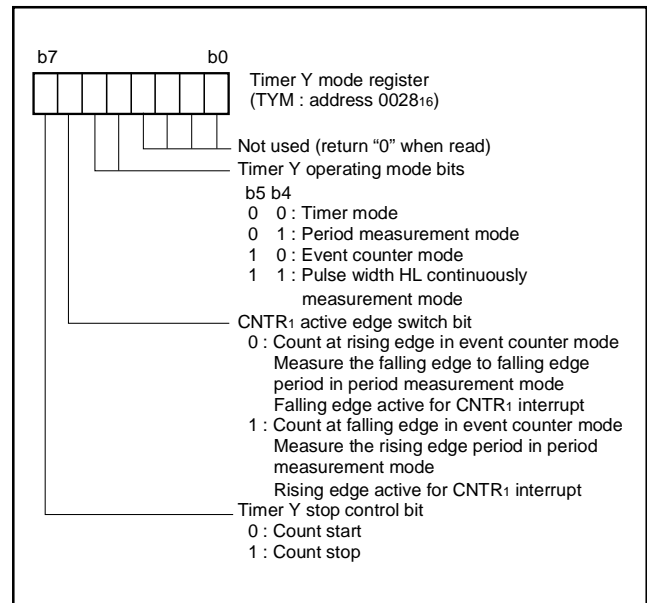 b7 b0
Timer Y mode register
(TYM : address 002816)
Not used (return “0” when read)
Timer Y operating mode bits
b5 b4
0 0 : Timer mode
0 1 : Period measurement mode
1 0 : Event counter mode
1 1 : Pulse width HL continuously
measurement mode
CNTR1 active edge switch bit
0 : Count at rising edge in event counter mode
Measure the falling edge to falling edge
period in period measurement mode
Falling edge active for CNTR1 interrupt
1 : Count at falling edge in event counter mode
Measure the rising edge period in period
measurement mode
Rising edge active for CNTR1 interrupt
Timer Y stop control bit
0 : Count start
1 : Count stop